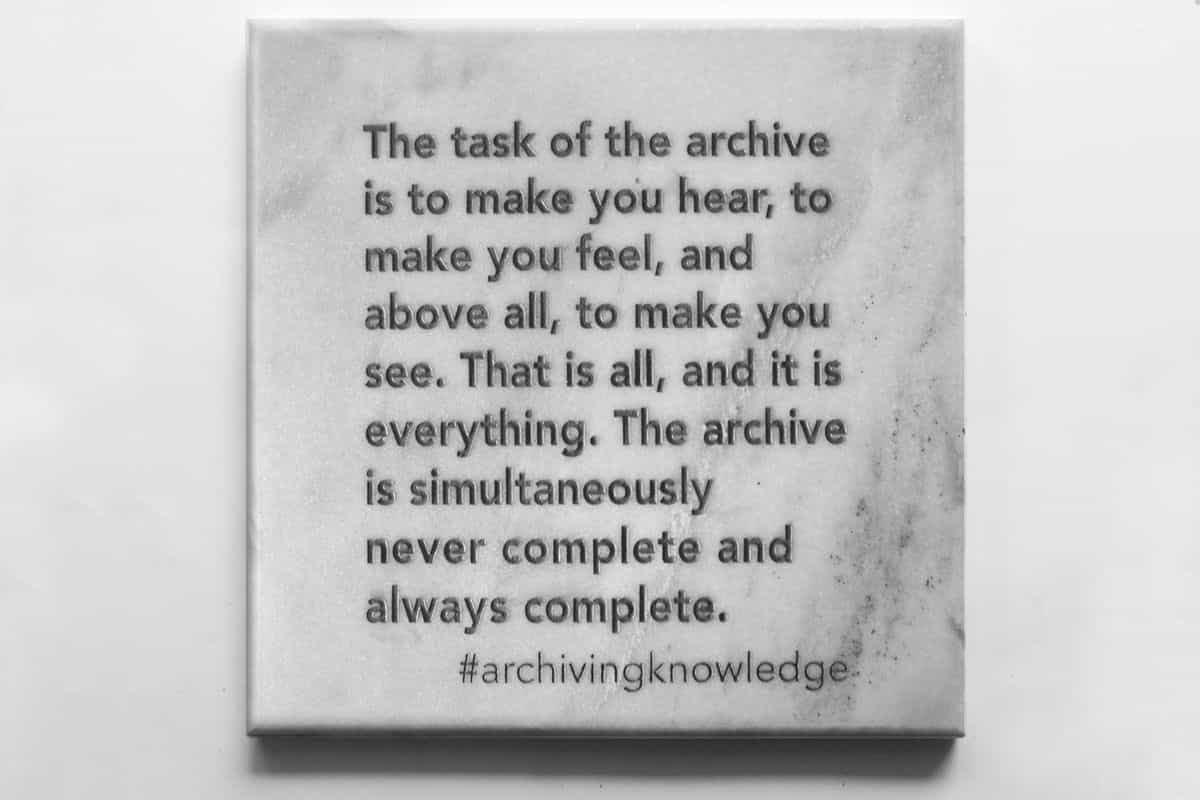 The task of the archive
is to make you hear, to
make you feel, and
above all, to make you
see. That is all, and it is
everything. The archive
is simultaneously
never complete and
always complete.
#archivingknowledge